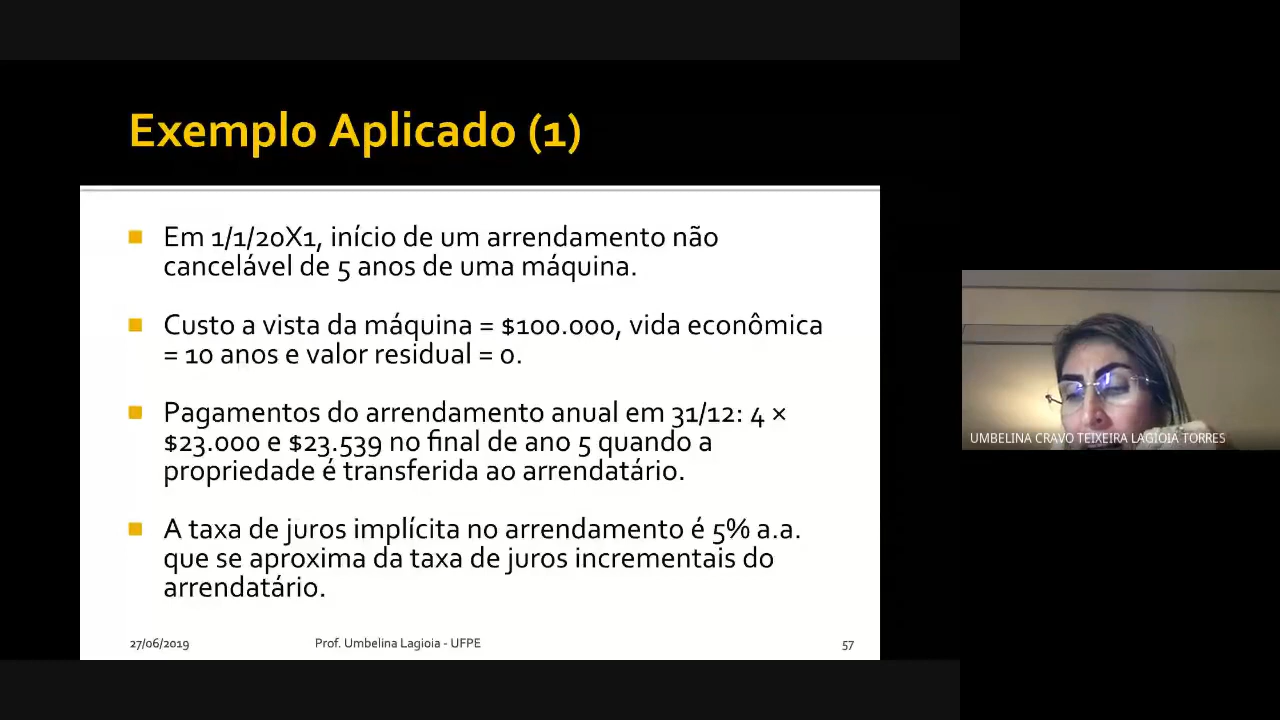 Exemplo Aplicado (1)
Em 1/1/20X1, início de um arrendamento não
cancelável de 5 anos de uma máquina.
Custo a vista da máquina = $100.000, vida econômica
= 10 anos e valor residual = 0.
Pagamentos do arrendamento anual em 31/12: 4 ×
$23.000 e $23.539 no final de ano 5 quando a
propriedade é transferida ao arrendatário.
A taxa de juros implícita no arrendamento é 5% a.a.
que se aproxima da taxa de juros incrementais do
arrendatário.
27/06/2019
Prof. Umbelina Lagioia - UFPE
57
UMBELINA CRAVO TEIXEIRA LAGIOIA TORRES